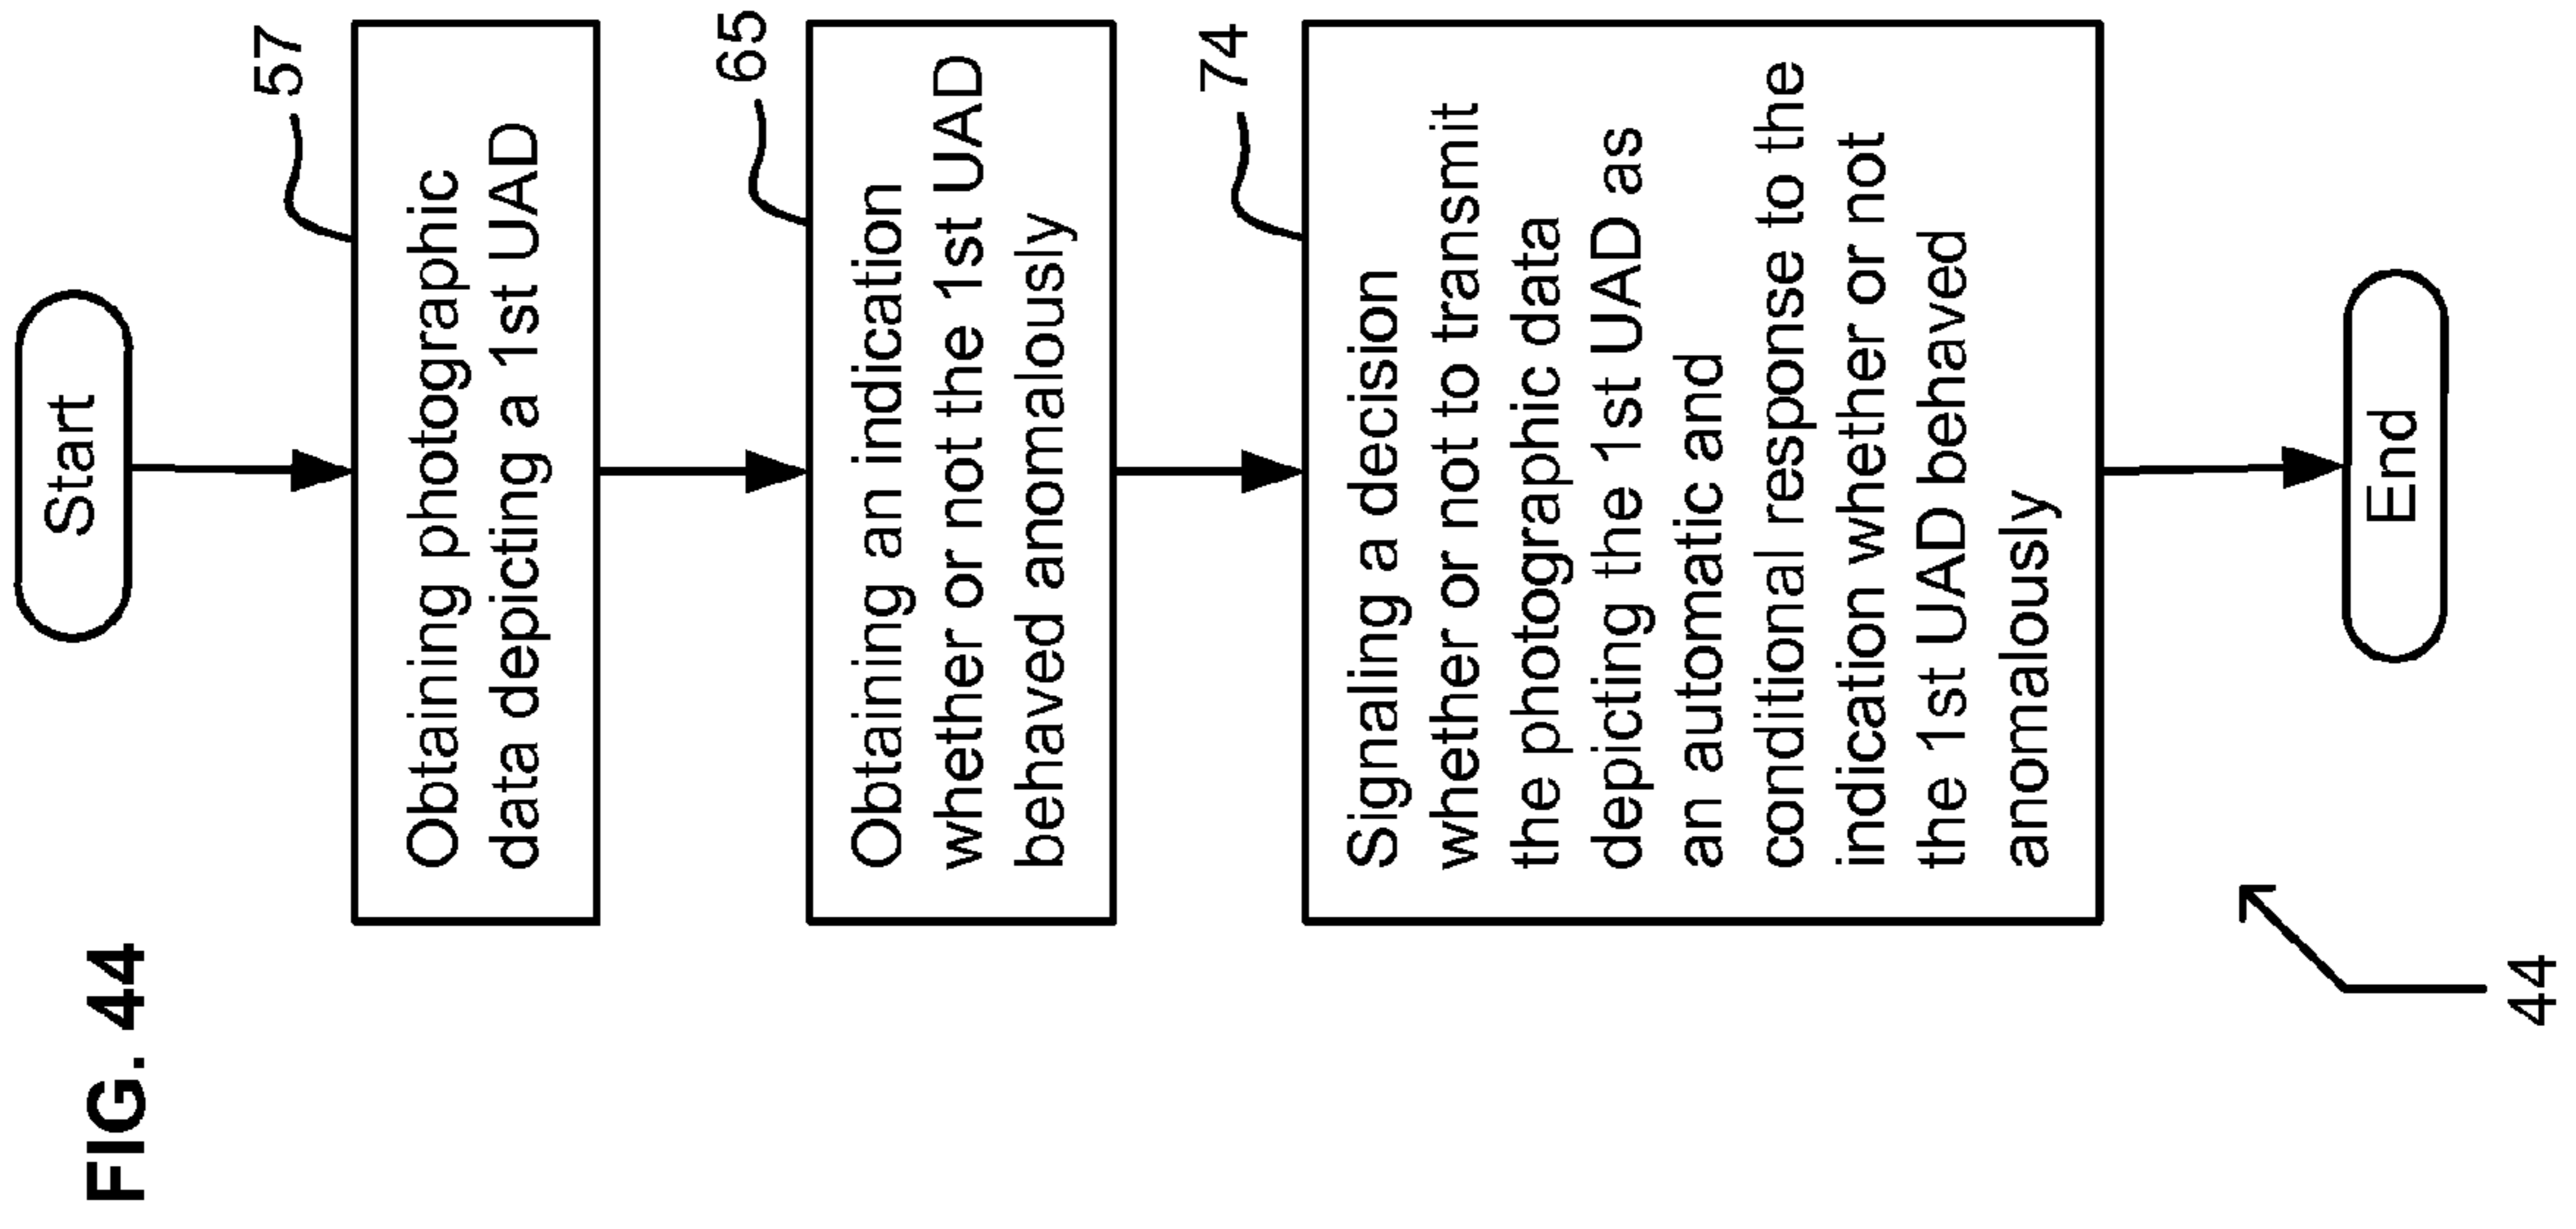 FIG. 44
Start
57
Obtaining photographic
data depicting a 1st UAD
65
Obtaining an indication
whether or not the 1st UAD
behaved anomalously
74
Signaling a decision
whether or not to transmit
the photographic data
depicting the 1st UAD as
an automatic and
conditional response to the
indication whether or not
the 1st UAD behaved
anomalously
End
44